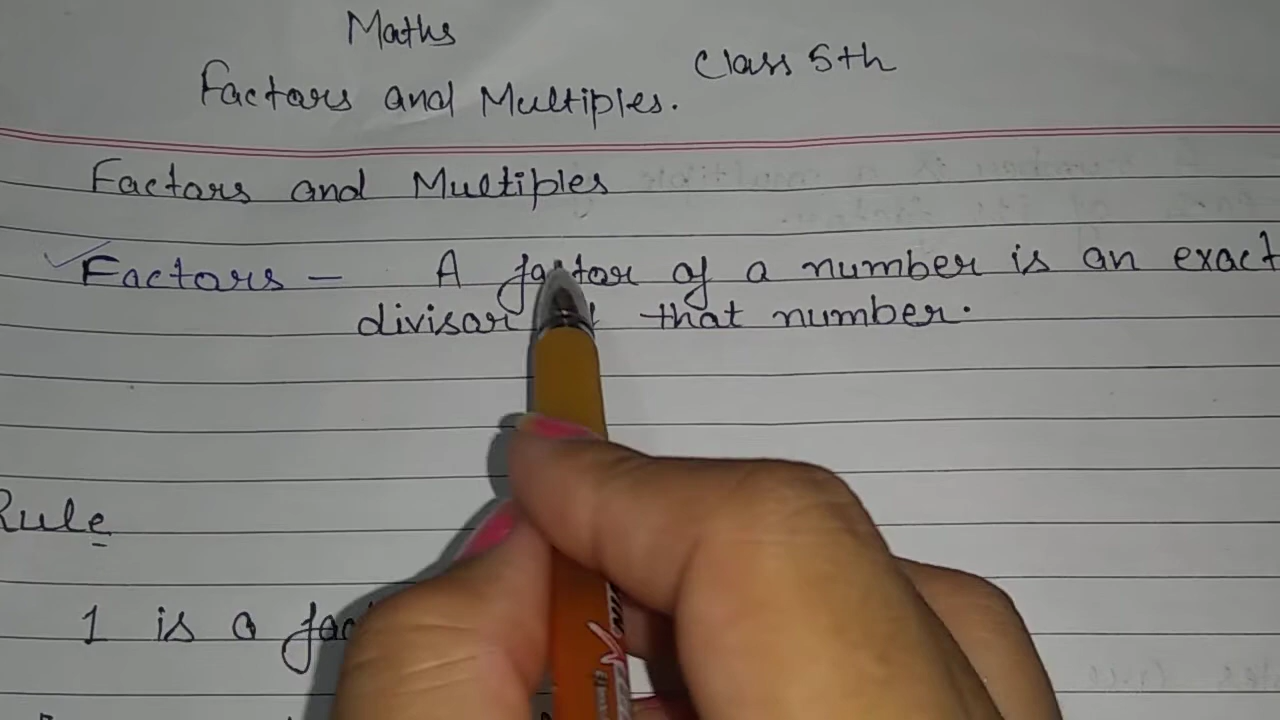 Maths
Class 5th
Factors and Multiples.
Factors and Multiples
Factors - A factor of a number is an exact
divisar that number.
Rule
1 is a